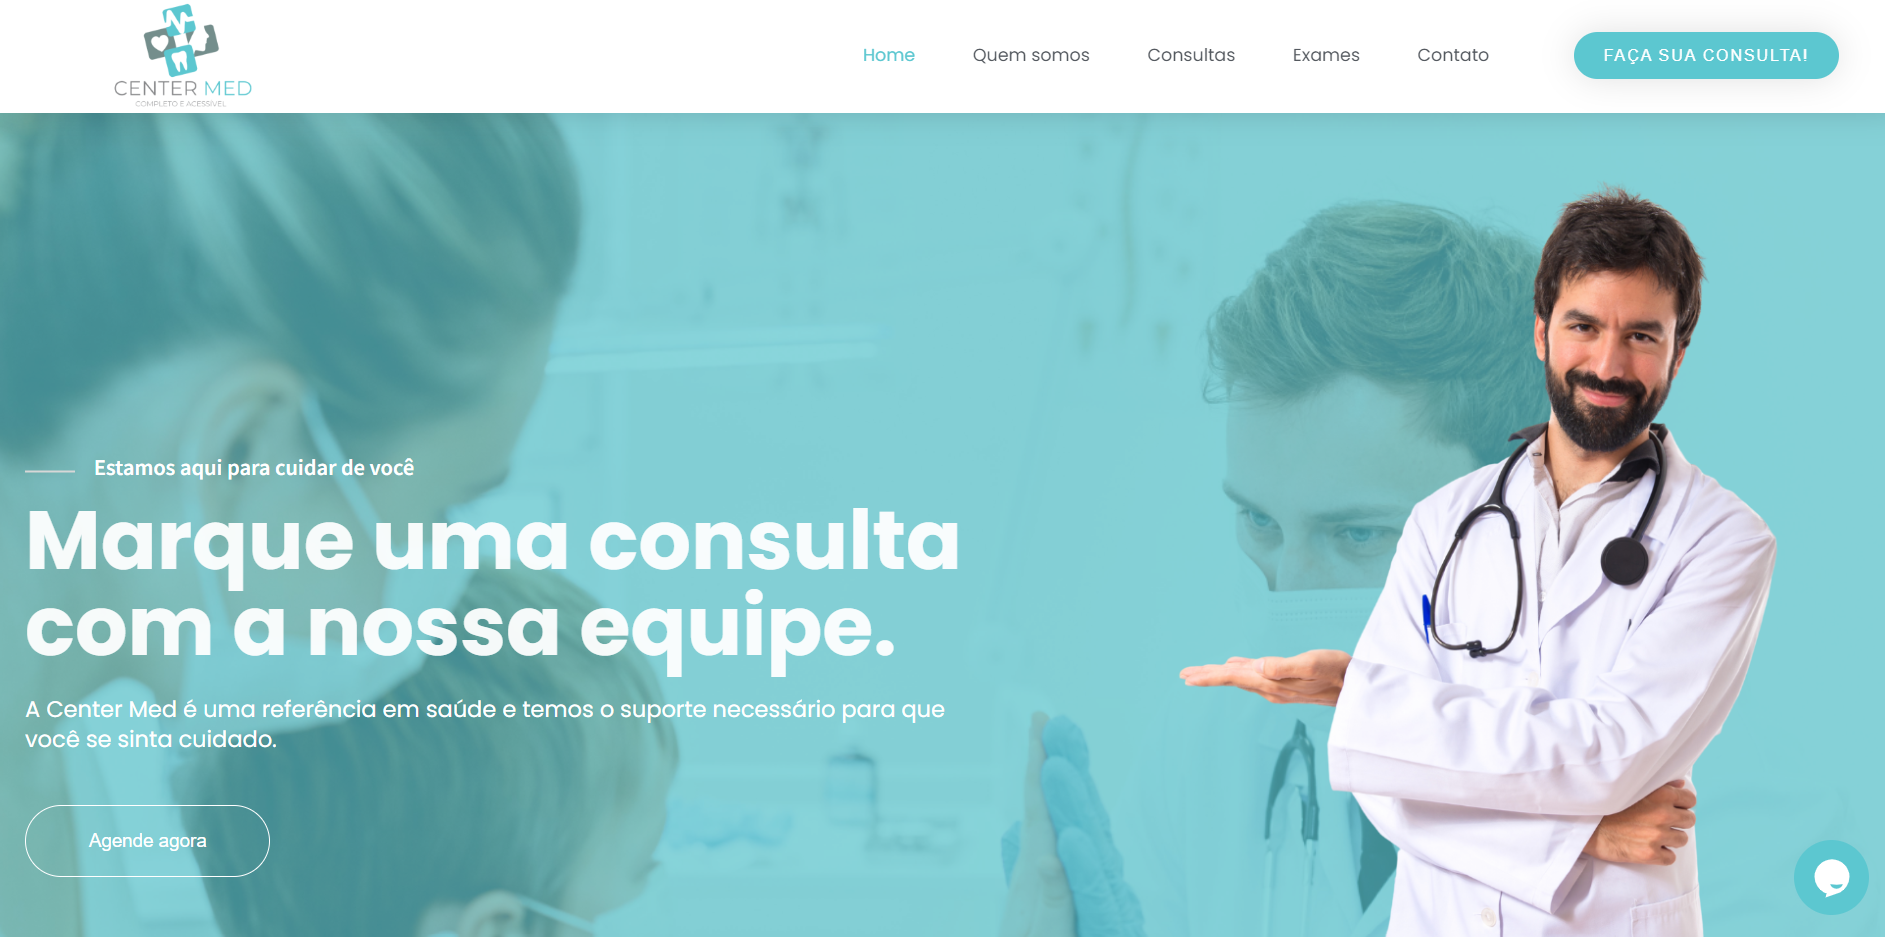 CENTER MED
COMPLETO E ACESSÍVEL
Home
Quem somos
Consultas
Exames
Contato
FAÇA SUA CONSULTA!
Estamos aqui para cuidar de você
Marque uma consulta
com a nossa equipe.
A Center Med é uma referência em saúde e temos o suporte necessário para que
você se sinta cuidado.
Agende agora